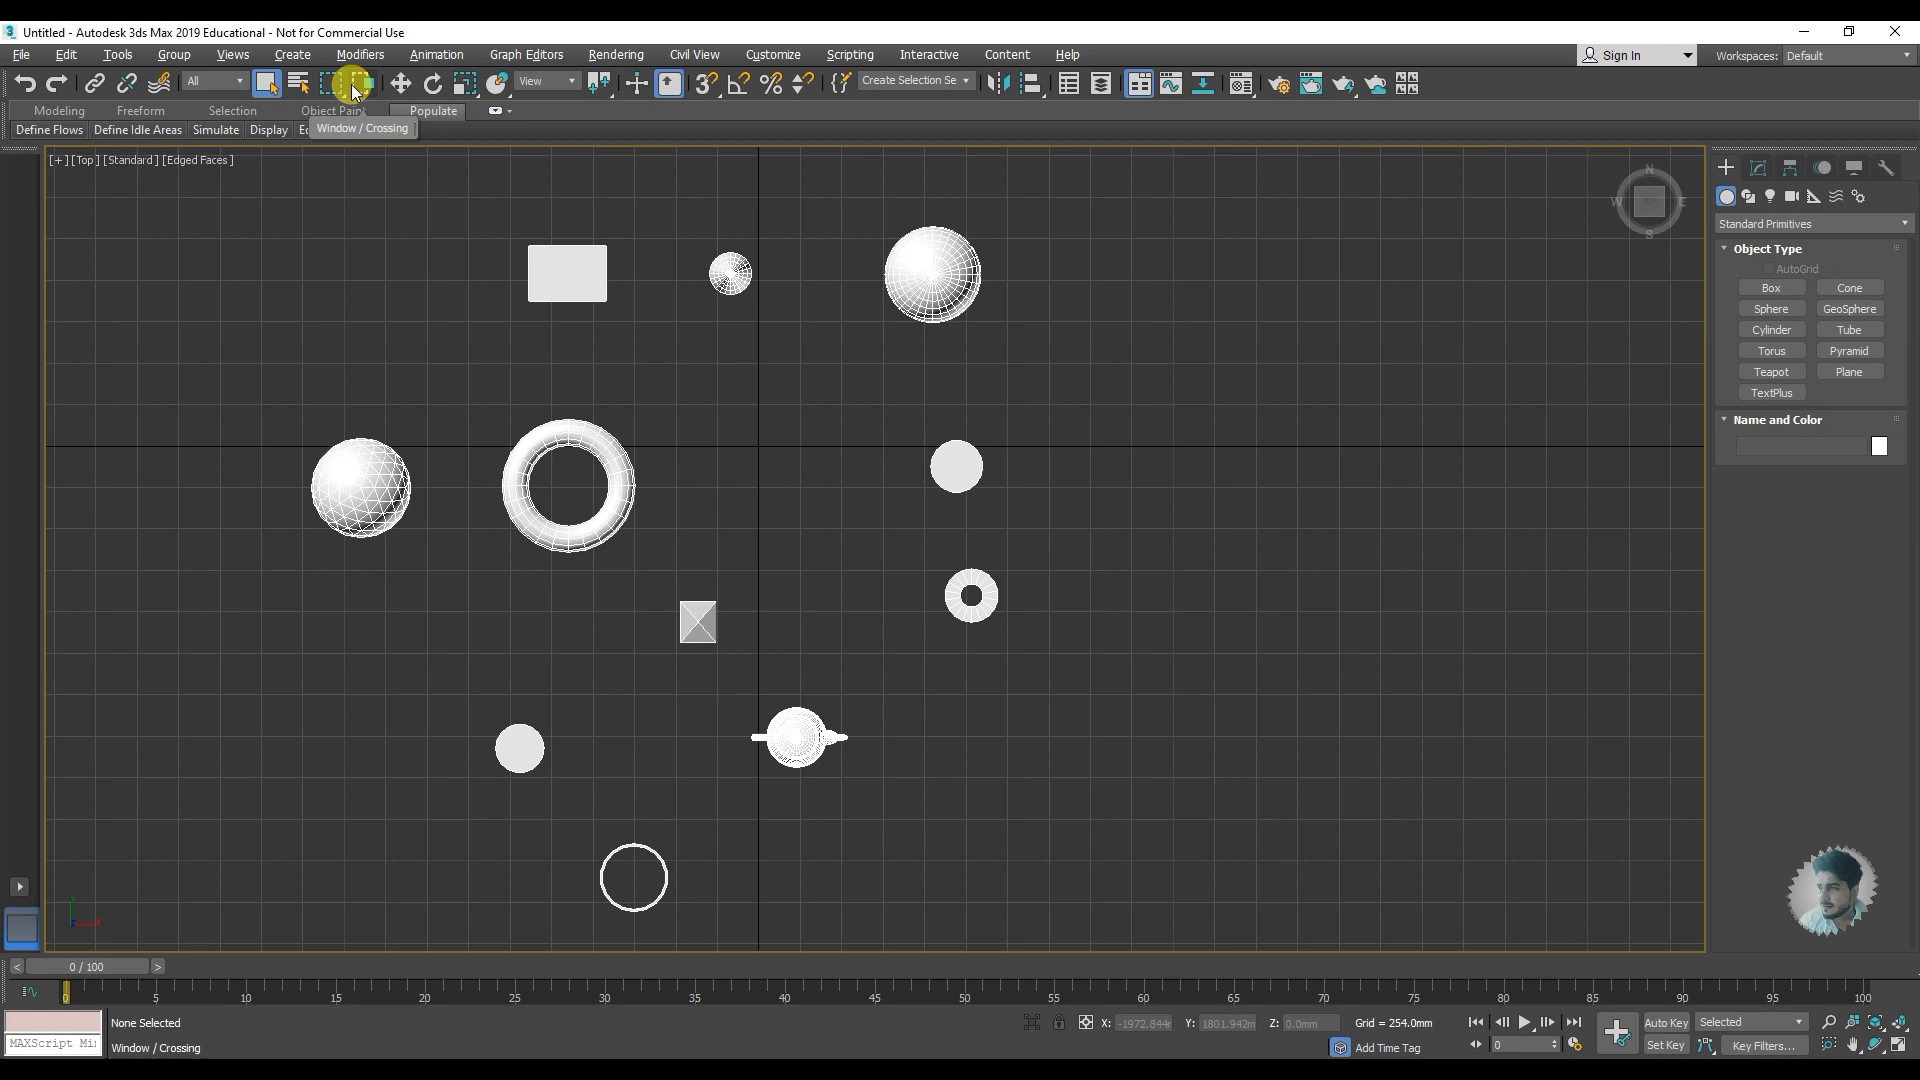 Untitled - Autodesk 3ds Max 2019 Educational - Not for Commercial Use
File Edit Tools Group Views Create Modifiers Animation Graph Editors Rendering Civil View Customize Scripting Interactive Content Help
Sign In
Workspaces: Default
All
View
Create Selection Se
Modeling Freeform Selection Object Paint Populate
Define Flows Define Idle Areas Simulate Display
Window / Crossing
[+] [Top] [Standard] [Edged Faces]
N
W E
S
Standard Primitives
Object Type
AutoGrid
Box Cone
Sphere GeoSphere
Cylinder Tube
Torus Pyramid
Teapot Plane
TextPlus
Name and Color
< 0 / 100 >
0 5 10 15 20 25 30 35 40 45 50 55 60 65 70 75 80 85 90 95 100
None Selected
X: -1972.844 Y: 1801.942m Z: 0.0mm Grid = 254.0mm
Auto Key Selected
MAXScript Mi
Window / Crossing
Add Time Tag
0
Set Key Key Filters...